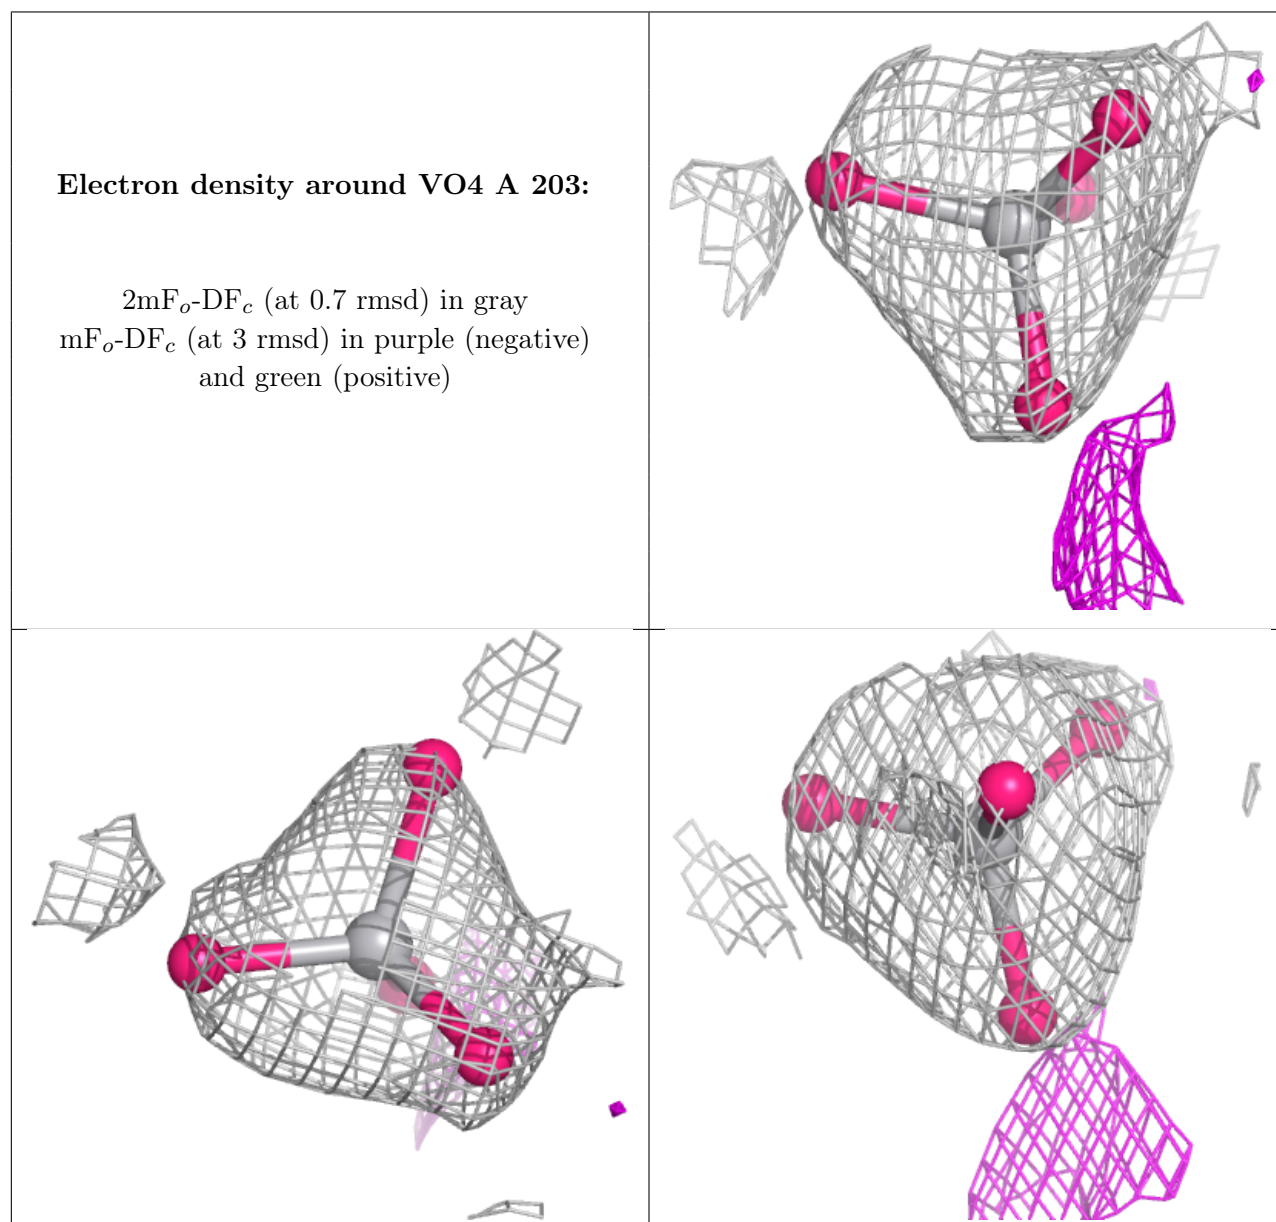 Electron density around VO4 A 203:
2mFo-DFc (at 0.7 rmsd) in gray
mFo-DFc (at 3 rmsd) in purple (negative)
and green (positive)